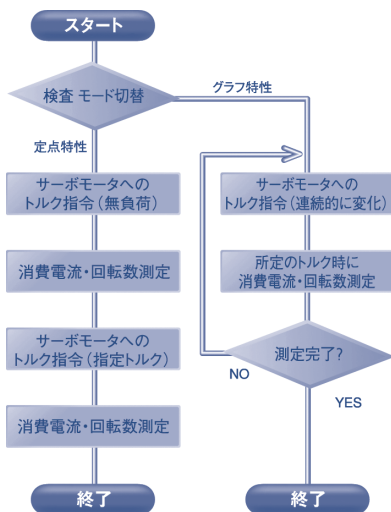 スタート
検査 モード切替
グラフ特性
定点特性
サーボモータへの
トルク指令(無負荷)
消費電流・回転数測定
サーボモータへの
トルク指令(指定トルク)
消費電流・回転数測定
終了
サーボモータへの
トルク指令(連続的に変化)
所定のトルク時に
消費電流・回転数測定
測定完了?
NO
YES
終了